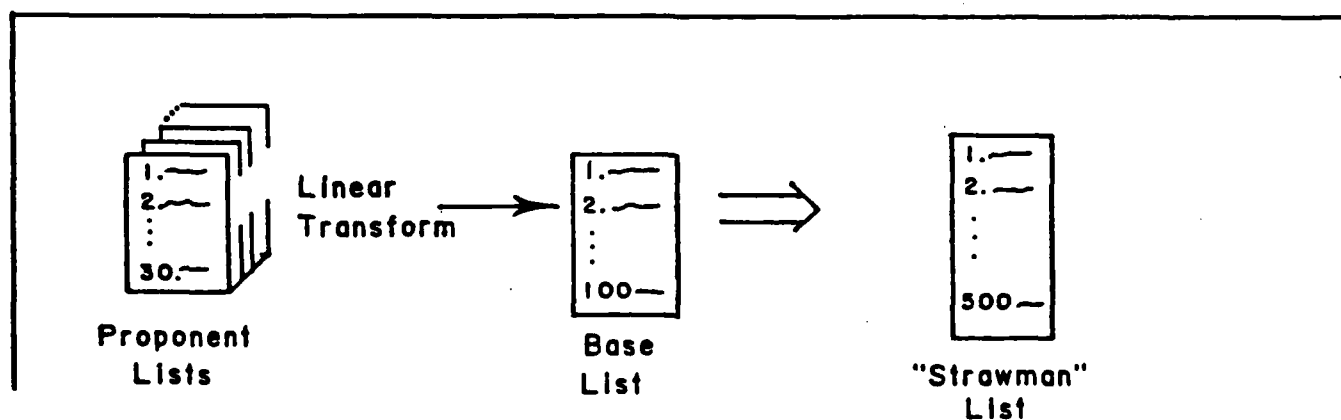 1.
2.
30.
Proponent
Lists
Linear
Transform
1.
2.
100
Base
List
1.
2.
500
"Strawman"
List